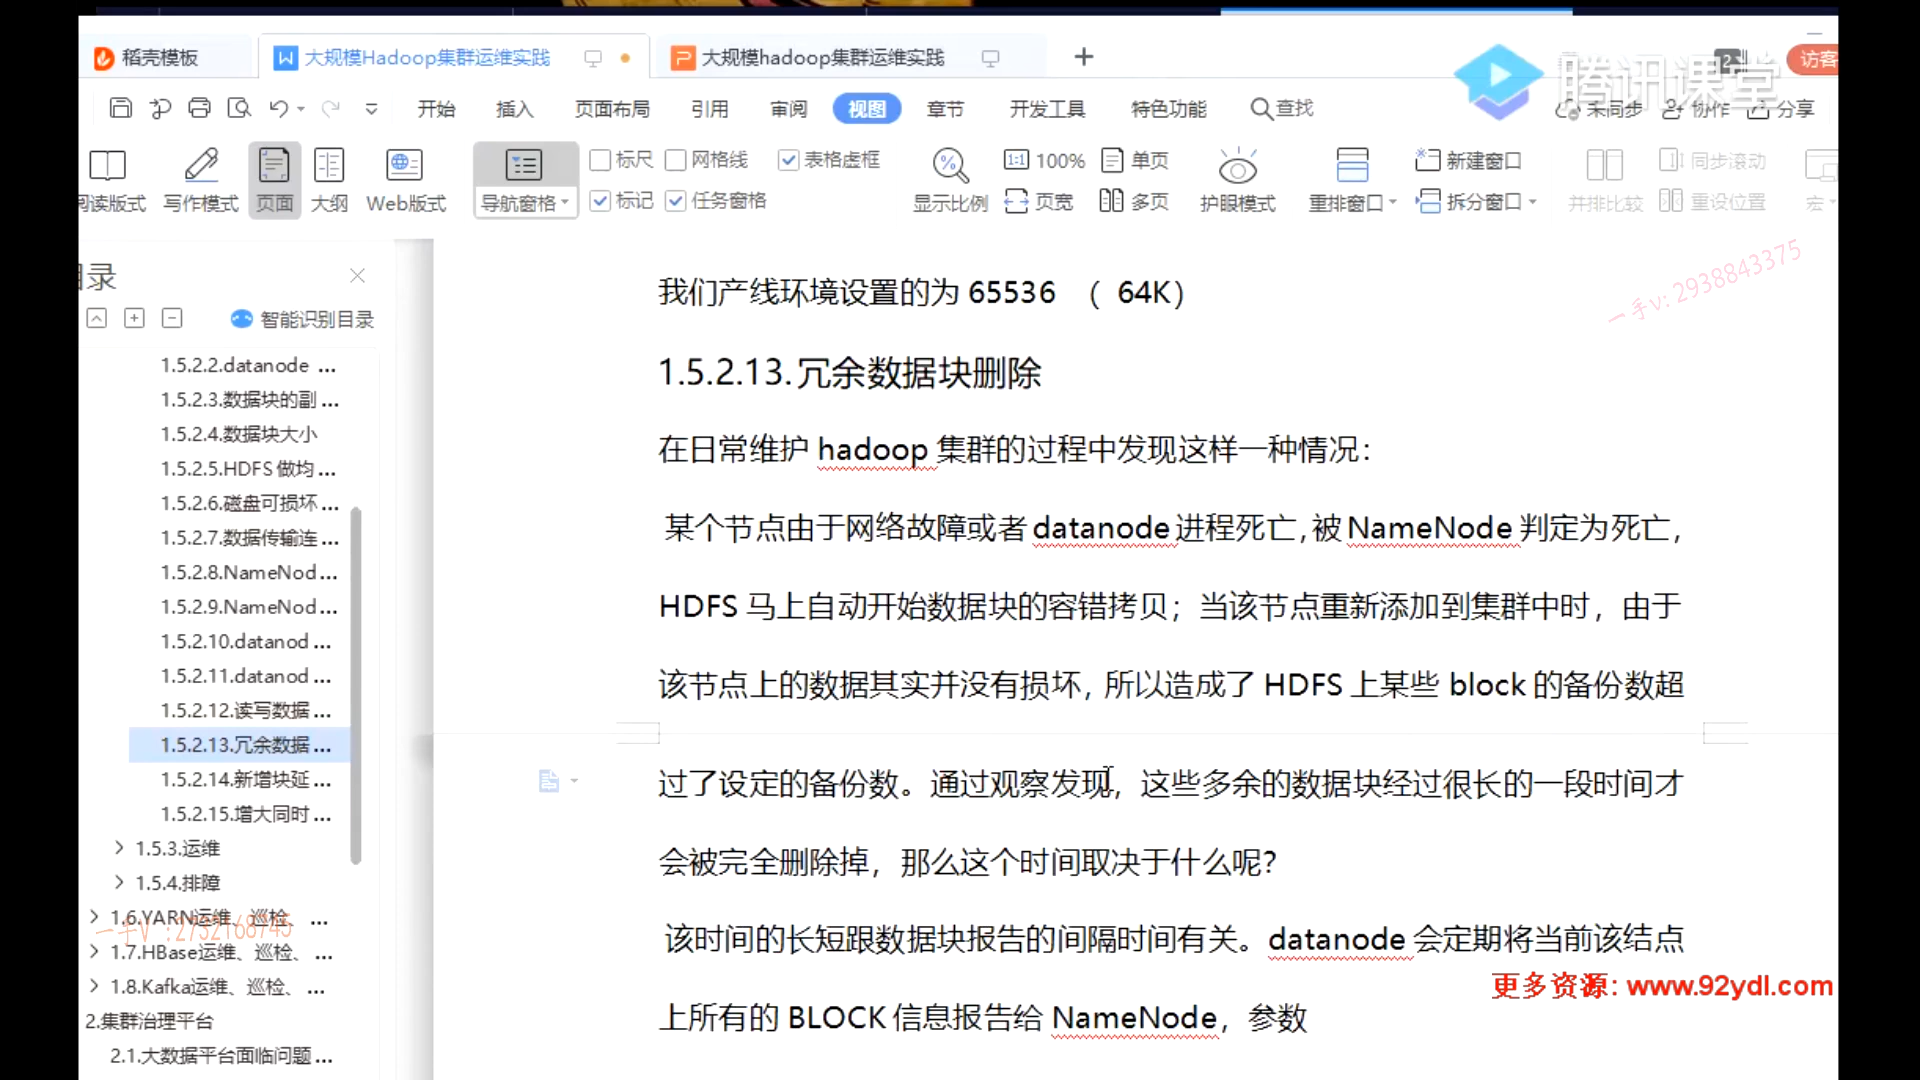 稻壳模板
大规模Hadoop集群运维实践
大规模hadoop集群运维实践
访客
腾讯课堂
开始 插入 页面布局 引用 审阅 视图 章节 开发工具 特色功能 查找
未同步 协作 分享
阅读版式 写作模式 页面 大纲 Web版式 导航窗格
标尺 网格线 表格虚框
标记 任务窗格
显示比例 100% 单页
页宽 多页
护眼模式 重排窗口 新建窗口
拆分窗口
并排比较 同步滚动
重设位置
宏
目录
智能识别目录
1.5.2.2.datanode ...
1.5.2.3.数据块的副 ...
1.5.2.4.数据块大小
1.5.2.5.HDFS 做均 ...
1.5.2.6.磁盘可损坏 ...
1.5.2.7.数据传输连 ...
1.5.2.8.NameNod ...
1.5.2.9.NameNod ...
1.5.2.10.datanod ...
1.5.2.11.datanod ...
1.5.2.12.读写数据 ...
1.5.2.13.冗余数据 ...
1.5.2.14.新增块延 ...
1.5.2.15.增大同时 ...
1.5.3.运维
1.5.4.排障
1.6.YARN运维、巡检、 ...
1.7.HBase运维、巡检、 ...
1.8.Kafka运维、巡检、 ...
2.集群治理平台
2.1.大数据平台面临问题 ...
一手V :2732168745
我们产线环境设置的为 65536 （ 64K）
一手v: 2938843375
1.5.2.13.冗余数据块删除
在日常维护 hadoop 集群的过程中发现这样一种情况：
某个节点由于网络故障或者 datanode 进程死亡,被 NameNode 判定为死亡，
HDFS 马上自动开始数据块的容错拷贝；当该节点重新添加到集群中时，由于
该节点上的数据其实并没有损坏，所以造成了 HDFS 上某些 block 的备份数超
过了设定的备份数。通过观察发现，这些多余的数据块经过很长的一段时间才
会被完全删除掉，那么这个时间取决于什么呢？
该时间的长短跟数据块报告的间隔时间有关。datanode 会定期将当前该结点
上所有的 BLOCK 信息报告给 NameNode，参数
更多资源: www.92ydl.com